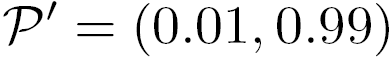 𝒫′ = (0.01, 0.99)